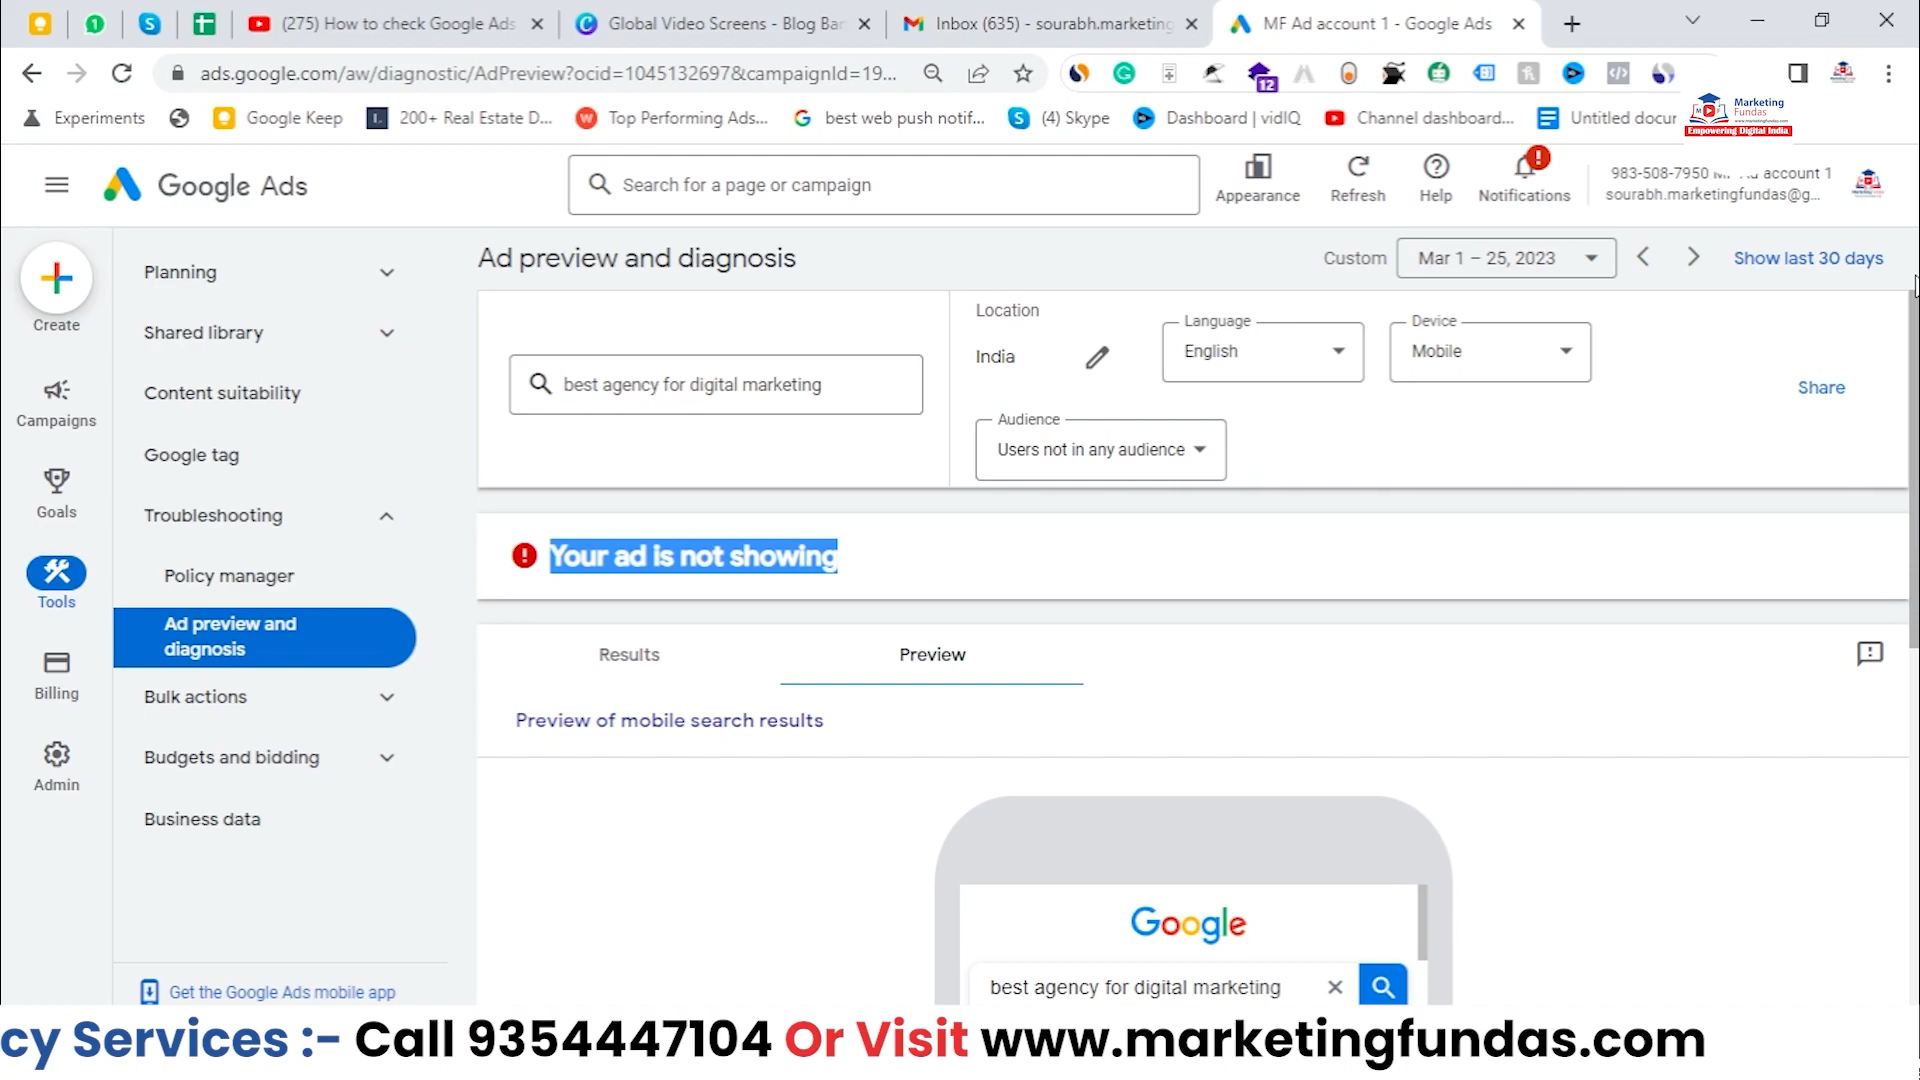 (275) How to check Google Ads
Global Video Screens - Blog Ban
Inbox (635) - sourabh.marketing
MF Ad account 1 - Google Ads
ads.google.com/aw/diagnostic/AdPreview?ocid=1045132697&campaignId=19...
12
Experiments
Google Keep
200+ Real Estate D...
Top Performing Ads...
best web push notif...
(4) Skype
Dashboard | vidIQ
Channel dashboard...
Untitled docur
Marketing
Fundas
www.marketingfundas.com
Empowering Digital India
Google Ads
Search for a page or campaign
Appearance
Refresh
Help
Notifications
983-508-7950
account 1
sourabh.marketingfundas@g...
Create
Campaigns
Goals
Tools
Billing
Admin
Planning
Shared library
Content suitability
Google tag
Troubleshooting
Policy manager
Ad preview and
diagnosis
Bulk actions
Budgets and bidding
Business data
Get the Google Ads mobile app
Ad preview and diagnosis
Custom
Mar 1 – 25, 2023
Show last 30 days
best agency for digital marketing
Location
India
Language
English
Device
Mobile
Share
Audience
Users not in any audience
Your ad is not showing
Results
Preview
Preview of mobile search results
Google
best agency for digital marketing
cy Services :- Call 9354447104 Or Visit www.marketingfundas.com